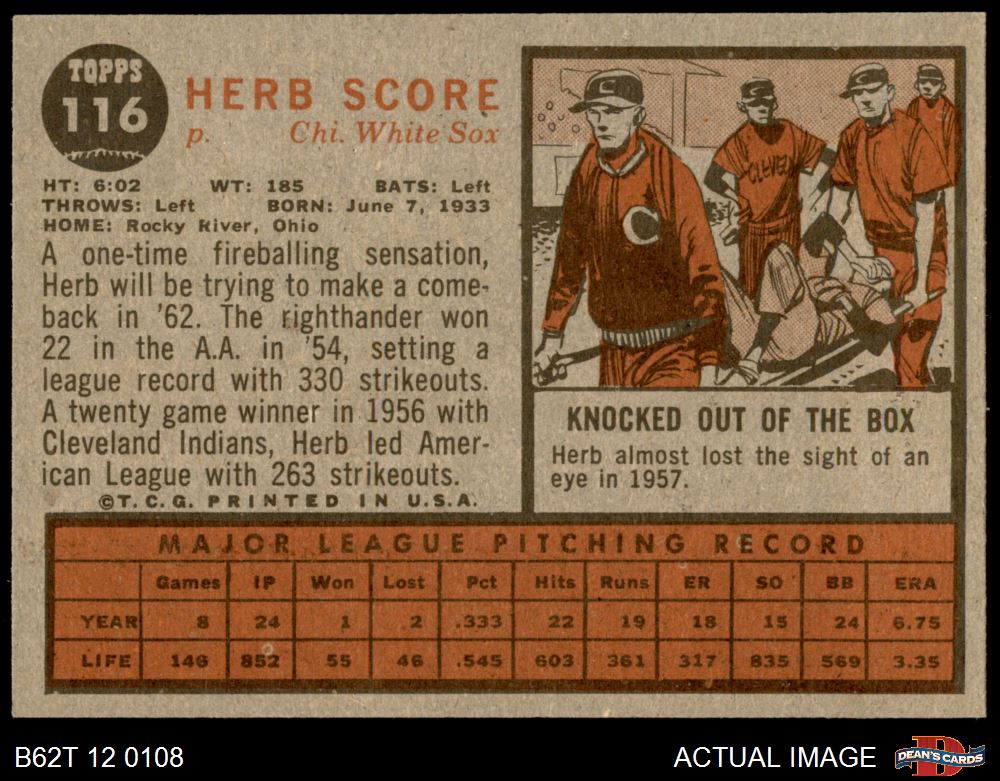 TOPPS
116
HERB SCORE
p. Chi. White Sox
HT: 6:02 WT: 185 BATS: Left
THROWS: Left BORN: June 7, 1933
HOME: Rocky River, Ohio
A one-time fireballing sensation,
Herb will be trying to make a come-
back in '62. The righthander won
22 in the A.A. in '54, setting a
league record with 330 strikeouts.
A twenty game winner in 1956 with
Cleveland Indians, Herb led Amer-
ican League with 263 strikeouts.
©T.C.G. PRINTED IN U.S.A.
C
C
C
CLEVEL
C
C
KNOCKED OUT OF THE BOX
Herb almost lost the sight of an
eye in 1957.
MAJOR LEAGUE PITCHING RECORD
Games IP Won Lost Pct Hits Runs ER SO BB ERA
YEAR 8 24 1 2 .333 22 19 18 15 24 6.75
LIFE 146 852 55 46 .545 603 361 317 835 569 3.35
B62T 12 0108
ACTUAL IMAGE
D
DEAN'S CARDS